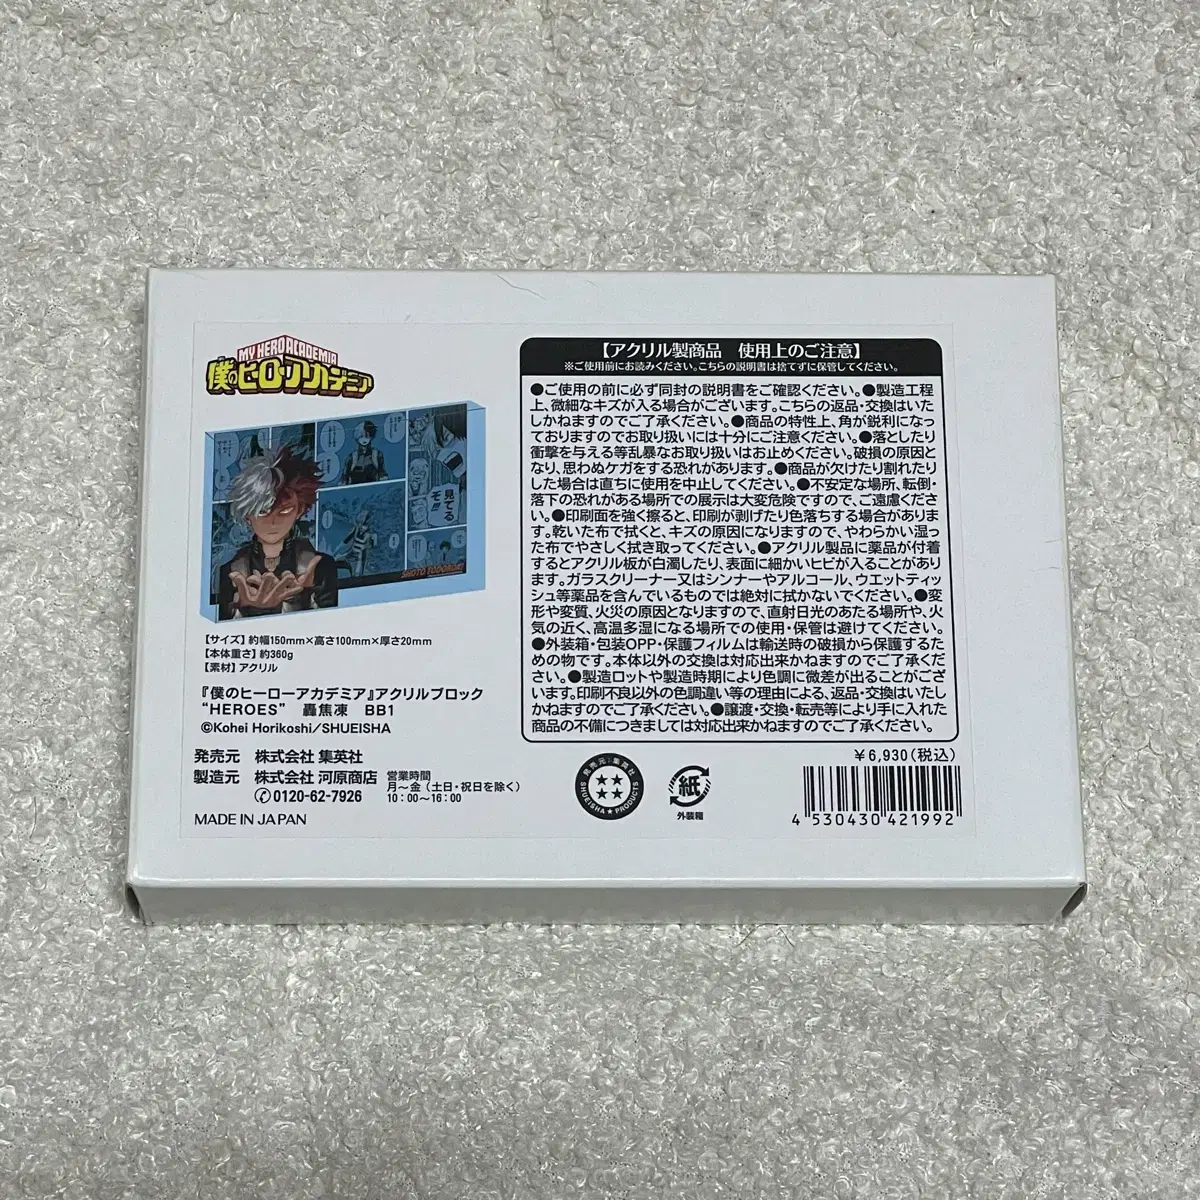 MY HERO ACADEMIA
僕のヒーローアカデミア
見てるぞ!!!
SHOTO TODOROKI
【サイズ】約幅150mm×高さ100mm×厚さ20mm
【本体重さ】約360g
【素材】アクリル
『僕のヒーローアカデミア』アクリルブロック
“HEROES” 轟焦凍 BB1
©Kohei Horikoshi/SHUEISHA
発売元 株式会社 集英社
製造元 株式会社 河原商店
0120-62-7926
営業時間
月～金（土日・祝日を除く）
10：00～16：00
MADE IN JAPAN
【アクリル製商品 使用上のご注意】
※ご使用前にお読みください。こちらの説明書は捨てずに保管してください。
●ご使用の前に必ず同封の説明書をご確認ください。●製造工程
上、微細なキズが入る場合がございます。こちらの返品・交換はいた
しかねますのでご了承ください。●商品の特性上、角が鋭利になっ
ておりますのでお取り扱いには十分にご注意ください。●落としたり
衝撃を与える等乱暴なお取り扱いはお止めください。破損の原因と
なり、思わぬケガをする恐れがあります。●商品が欠けたり割れたり
した場合は直ちに使用を中止してください。●不安定な場所、転倒・
落下の恐れがある場所での展示は大変危険ですので、ご遠慮くださ
い。●印刷面を強く擦ると、印刷が剥げたり色落ちする場合がありま
す。乾いた布で拭くと、キズの原因になりますので、やわらかい湿っ
た布でやさしく拭き取ってください。●アクリル製品に薬品が付着
するとアクリル板が白濁したり、表面に細かいヒビが入ることがあり
ます。ガラスクリーナー又はシンナーやアルコール、ウエットティッ
シュ等薬品を含んでいるものでは絶対に拭かないでください。●変
形や変質、火災の原因となりますので、直射日光のあたる場所や、火
気の近く、高温多湿になる場所での使用・保管は避けてください。
●外装箱・包装OPP・保護フィルムは輸送時の破損から保護するた
めの物です。本体以外の交換は対応出来かねますのでご了承くださ
い。●製造ロットや製造時期により色調に微差が出ることがござい
ます。印刷不良以外の色調違い等の理由による、返品・交換はいたし
かねますのでご了承ください。●譲渡・交換・転売等により手に入れた
商品の不備につきましては対応出来かねますのでご了承ください。
発売元：集英社
SHUEISHA PRODUCTS
紙
外装箱
￥6,930（税込）
4 530430 421992